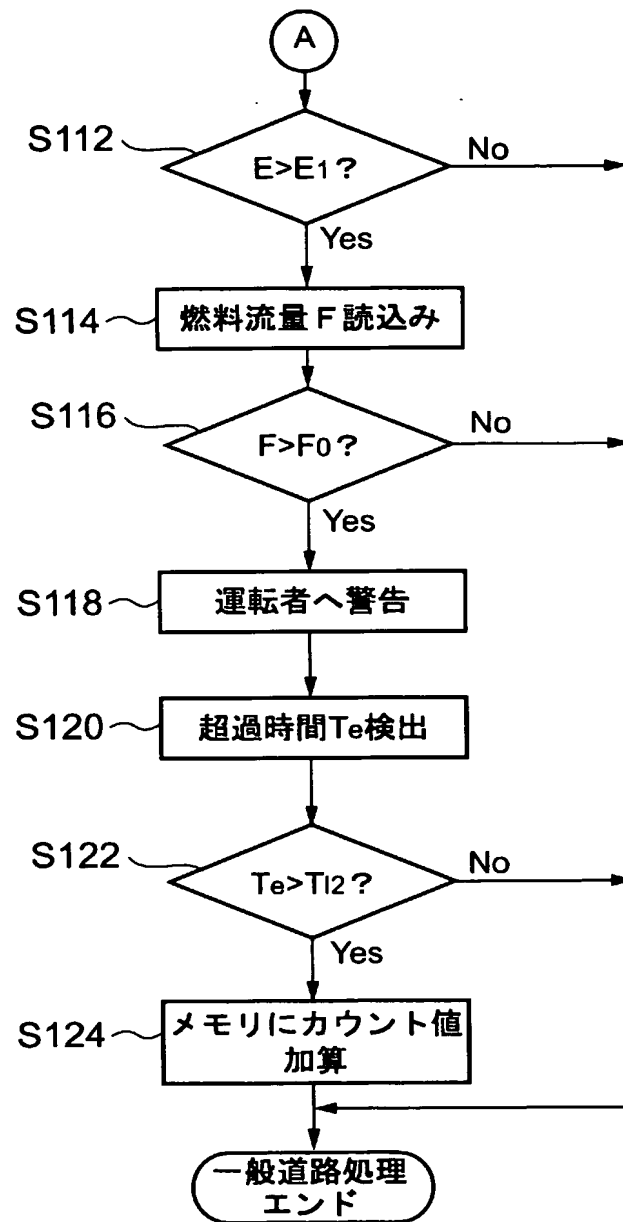 A
S112
E>E1?
No
Yes
S114
燃料流量F読込み
S116
F>F0?
No
Yes
S118
運転者へ警告
S120
超過時間Te検出
S122
Te>Tl2?
No
Yes
S124
メモリにカウント値
加算
一般道路処理
エンド